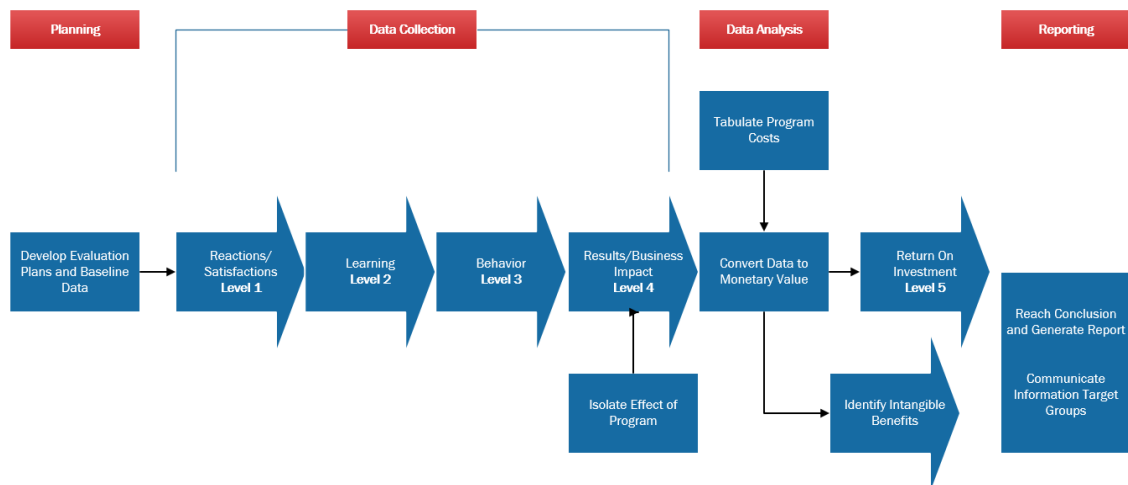 Planning
Data Collection
Data Analysis
Reporting
Tabulate Program
Costs
Develop Evaluation
Plans and Baseline
Data
Reactions/
Satisfactions
Level 1
Learning
Level 2
Behavior
Level 3
Results/Business
Impact
Level 4
Convert Data to
Monetary Value
Return On
Investment
Level 5
Reach Conclusion
and Generate Report
Communicate
Information Target
Groups
Isolate Effect of
Program
Identify Intangible
Benefits